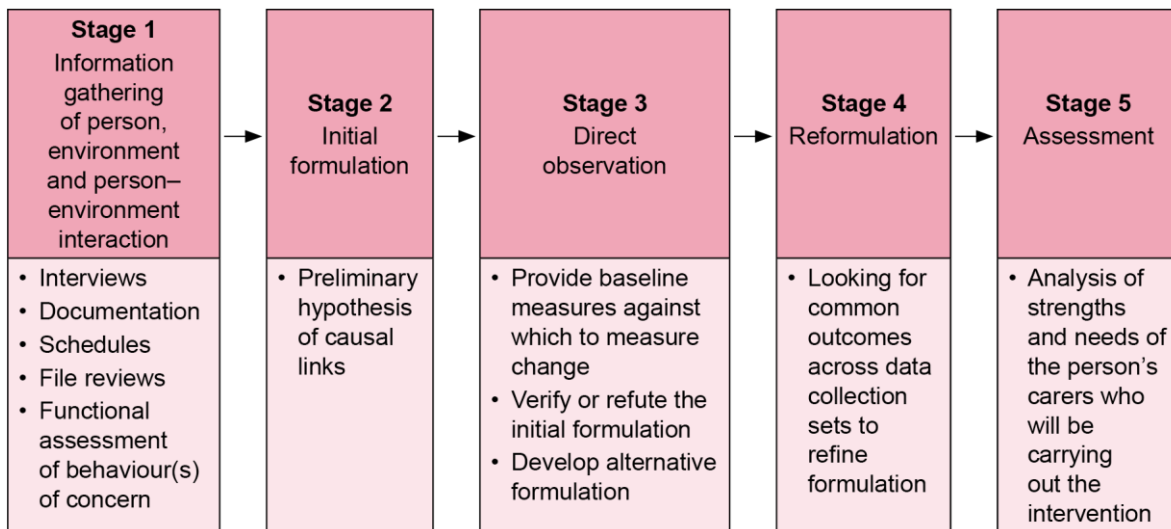 Stage 1
Information
gathering
of person,
environment
and person–
environment
interaction
• Interviews
• Documentation
• Schedules
• File reviews
• Functional
assessment
of behaviour(s)
of concern
Stage 2
Initial
formulation
• Preliminary
hypothesis
of causal
links
Stage 3
Direct
observation
• Provide baseline
measures against
which to measure
change
• Verify or refute the
initial formulation
• Develop alternative
formulation
Stage 4
Reformulation
• Looking for
common
outcomes
across data
collection
sets to
refine
formulation
Stage 5
Assessment
• Analysis of
strengths
and needs of
the person’s
carers who
will be
carrying
out the
intervention